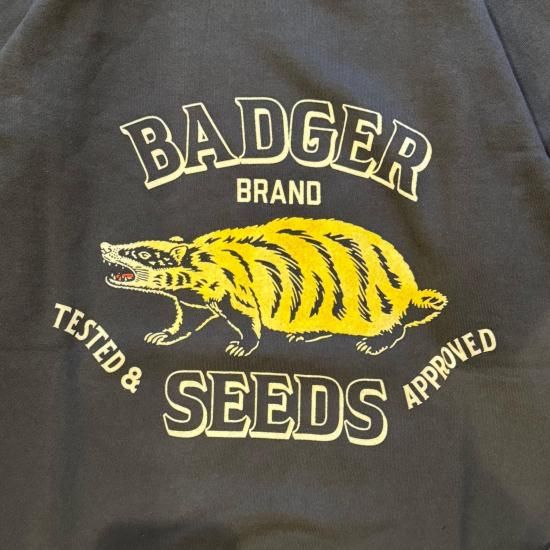 BADGER
BRAND
TESTED &
SEEDS
APPROVED